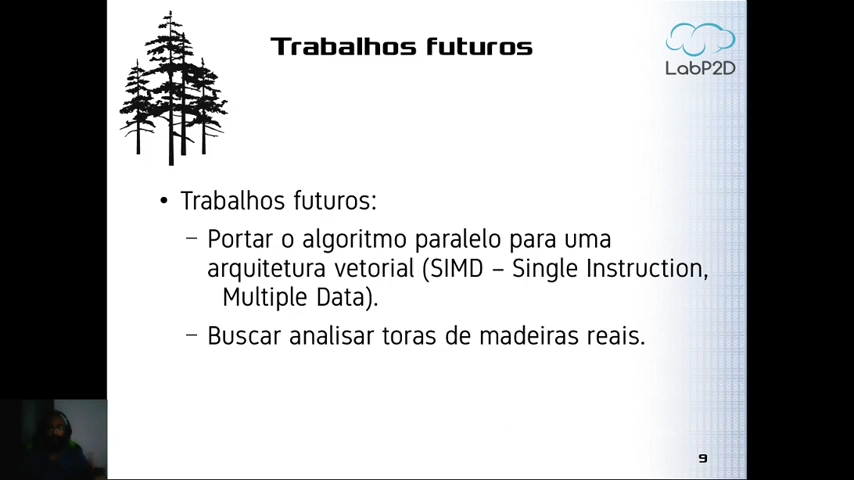 Trabalhos futuros
LabP2D
• Trabalhos futuros:
– Portar o algoritmo paralelo para uma
arquitetura vetorial (SIMD – Single Instruction,
Multiple Data).
– Buscar analisar toras de madeiras reais.
9